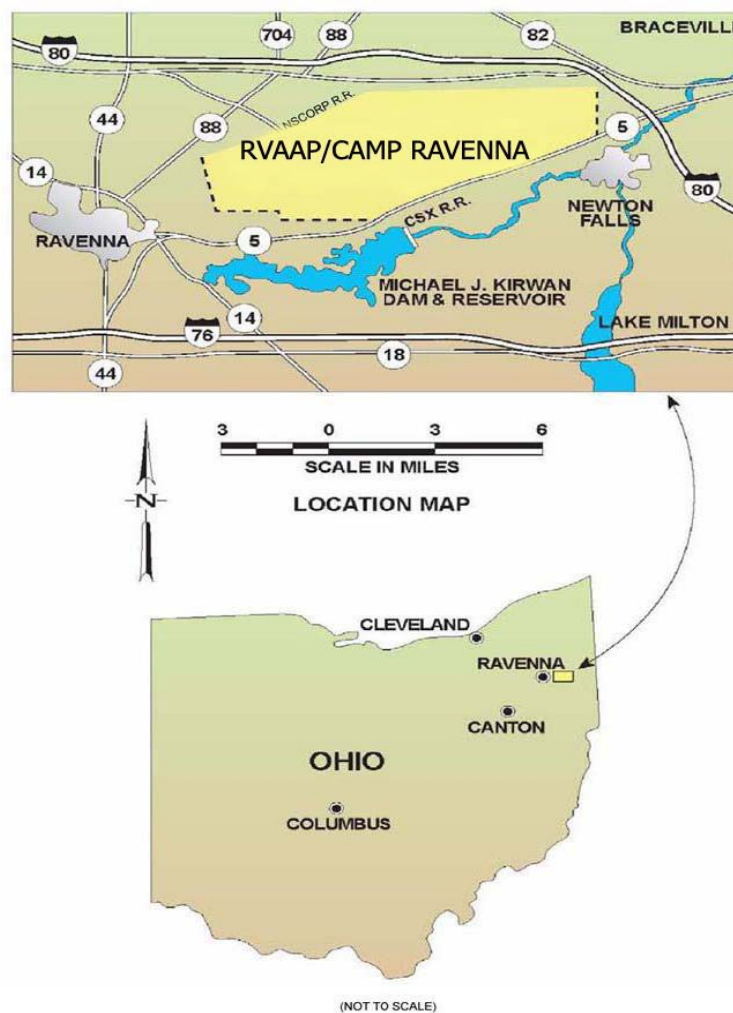 80
704
88
82
BRACEVILLE
44
88
NSCORP R.R.
RVAAP/CAMP RAVENNA
5
14
RAVENNA
5
CSX R.R.
NEWTON
FALLS
80
MICHAEL J. KIRWAN
DAM & RESERVOIR
14
76
18
LAKE MILTON
44
3 0 3 6
SCALE IN MILES
N
LOCATION MAP
CLEVELAND
RAVENNA
CANTON
OHIO
COLUMBUS
(NOT TO SCALE)